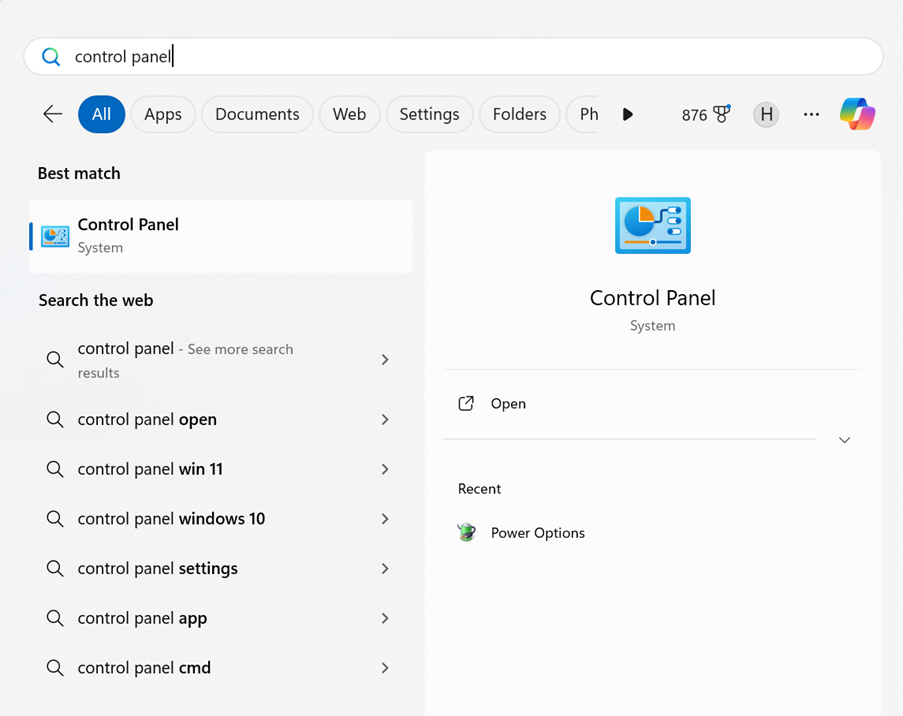 control panel
All Apps Documents Web Settings Folders Ph 876 H
Best match
Control Panel
System
Search the web
control panel - See more search
results
control panel open
control panel win 11
control panel windows 10
control panel settings
control panel app
control panel cmd
Control Panel
System
Open
Recent
Power Options